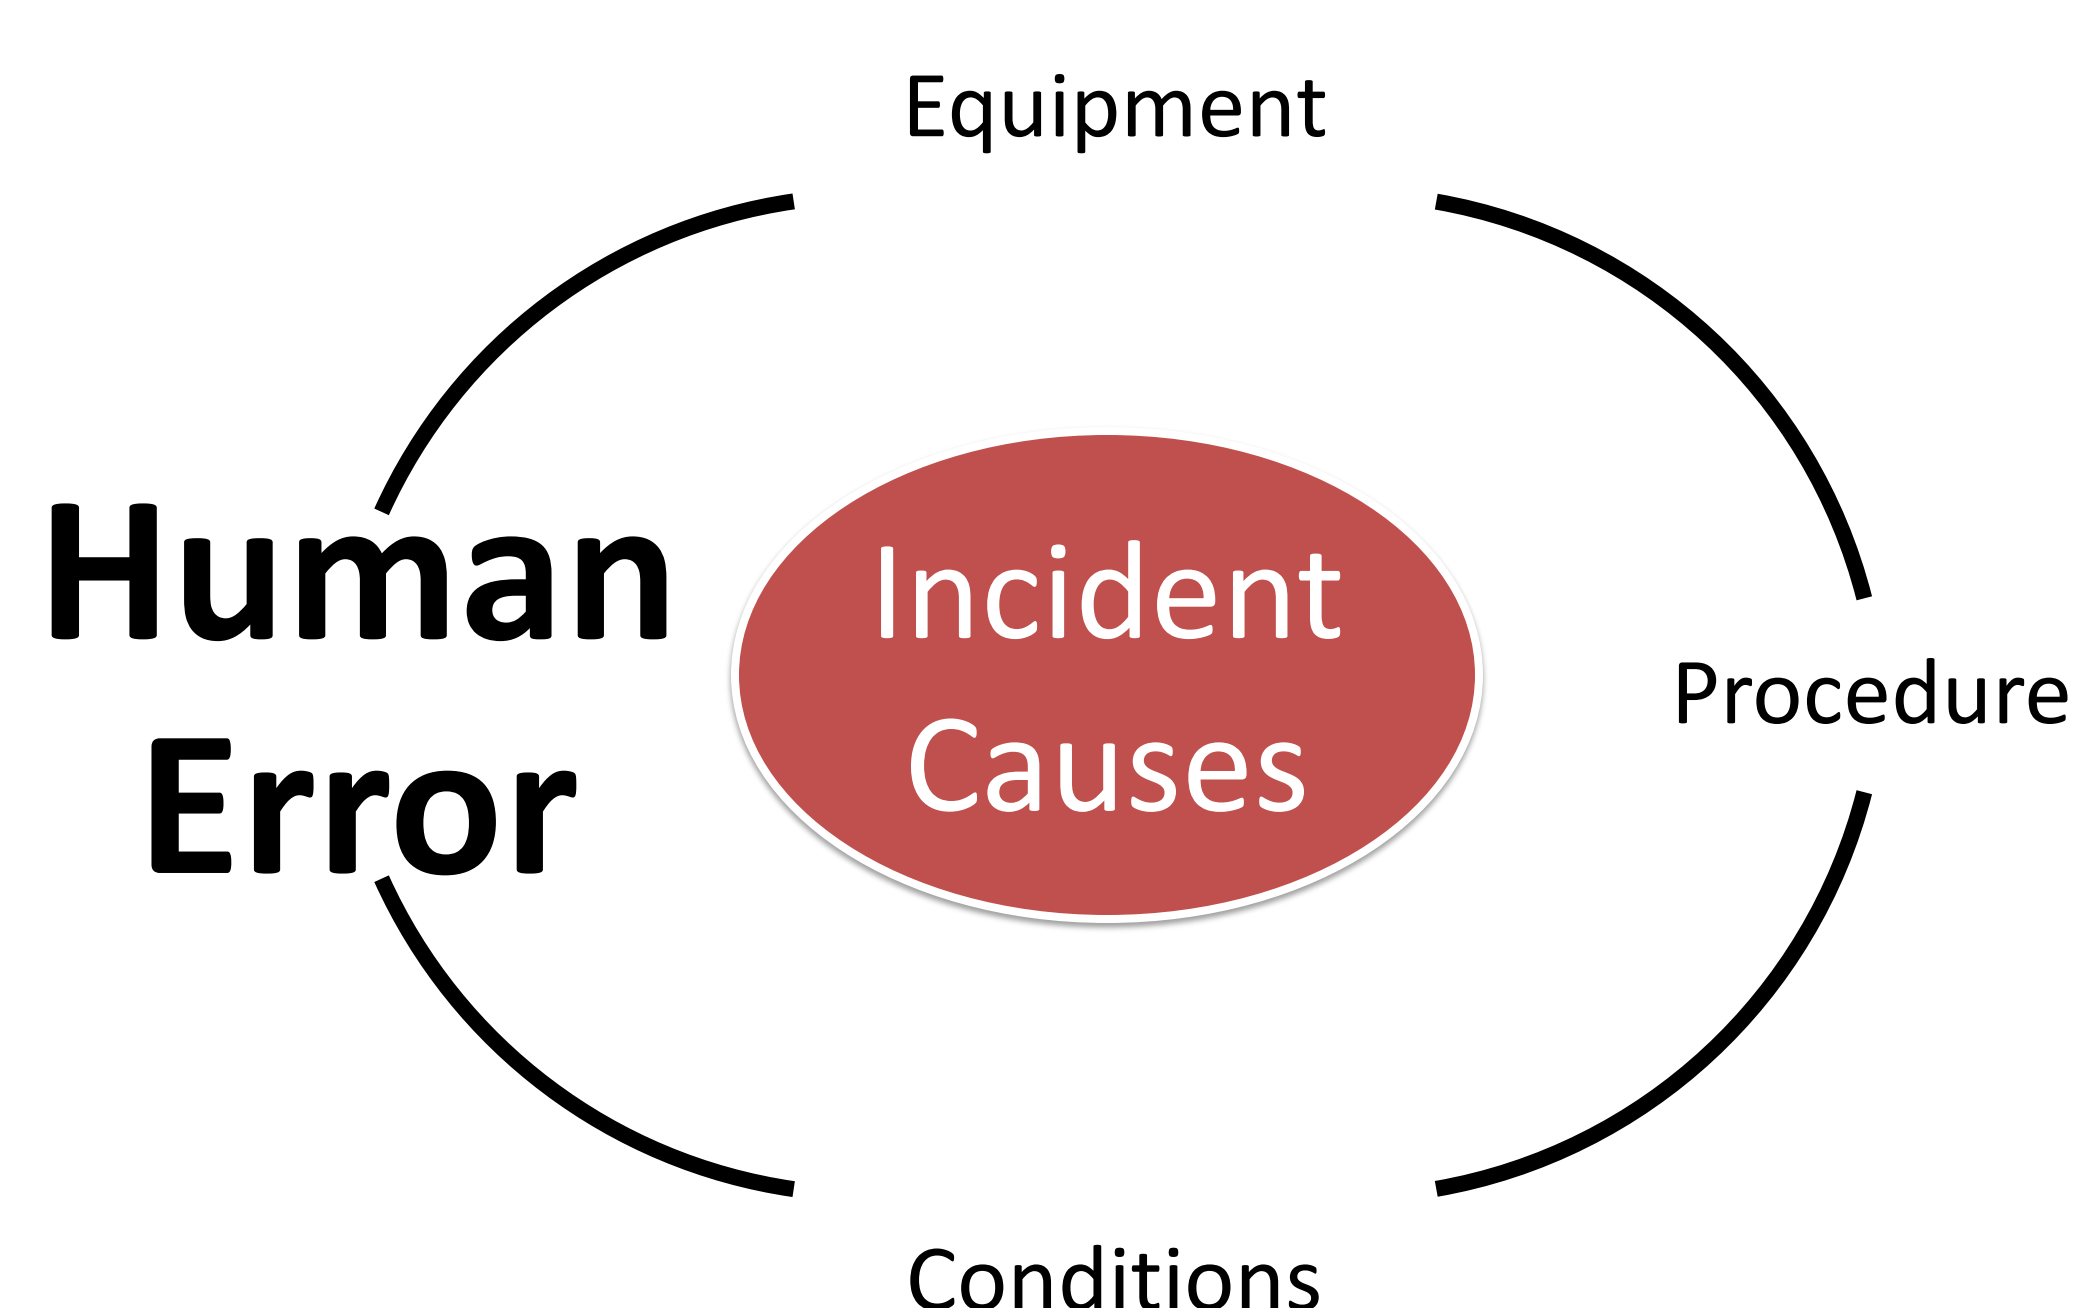 Equipment
Human
Error
Incident
Causes
Procedure
Conditions